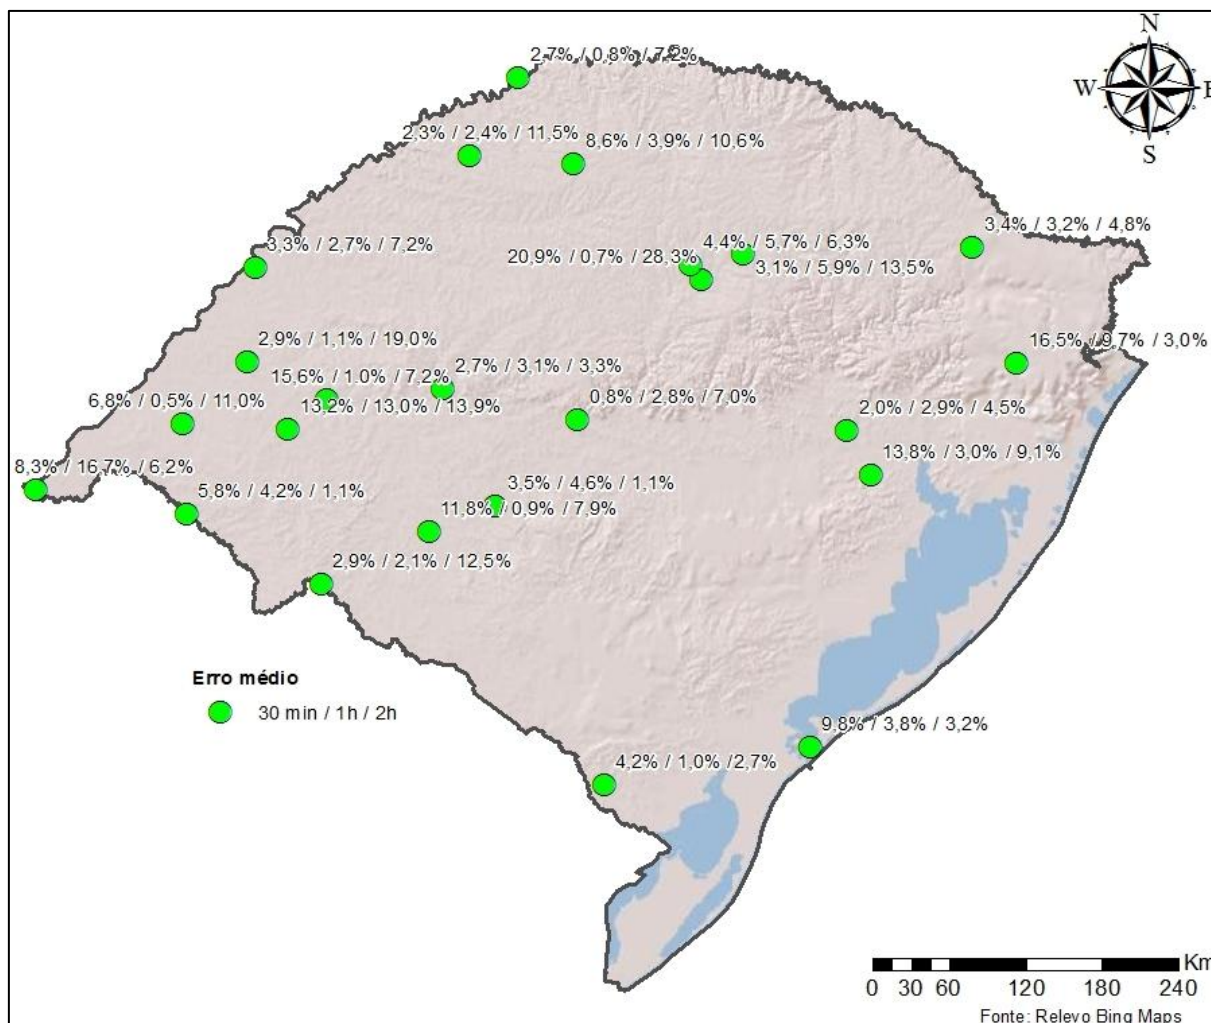 N
2,7% / 0,8% / 7,2%
W
E
2,3% / 2,4% / 11,5%
8,6% / 3,9% / 10,6%
S
3,4% / 3,2% / 4,8%
3,3% / 2,7% / 7,2%
4,4% / 5,7% / 6,3%
20,9% / 0,7% / 28,3%
3,1% / 5,9% / 13,5%
16,5% / 9,7% / 3,0%
2,9% / 1,1% / 19,0%
2,7% / 3,1% / 3,3%
15,6% / 1,0% / 7,2%
6,8% / 0,5% / 11,0%
13,2% / 13,0% / 13,9%
0,8% / 2,8% / 7,0%
2,0% / 2,9% / 4,5%
13,8% / 3,0% / 9,1%
8,3% / 16,7% / 6,2%
5,8% / 4,2% / 1,1%
3,5% / 4,6% / 1,1%
11,8% / 0,9% / 7,9%
2,9% / 2,1% / 12,5%
Erro médio
30 min / 1h / 2h
9,8% / 3,8% / 3,2%
4,2% / 1,0% /2,7%
Km
0 30 60 120 180 240
Fonte: Relevo Bing Maps